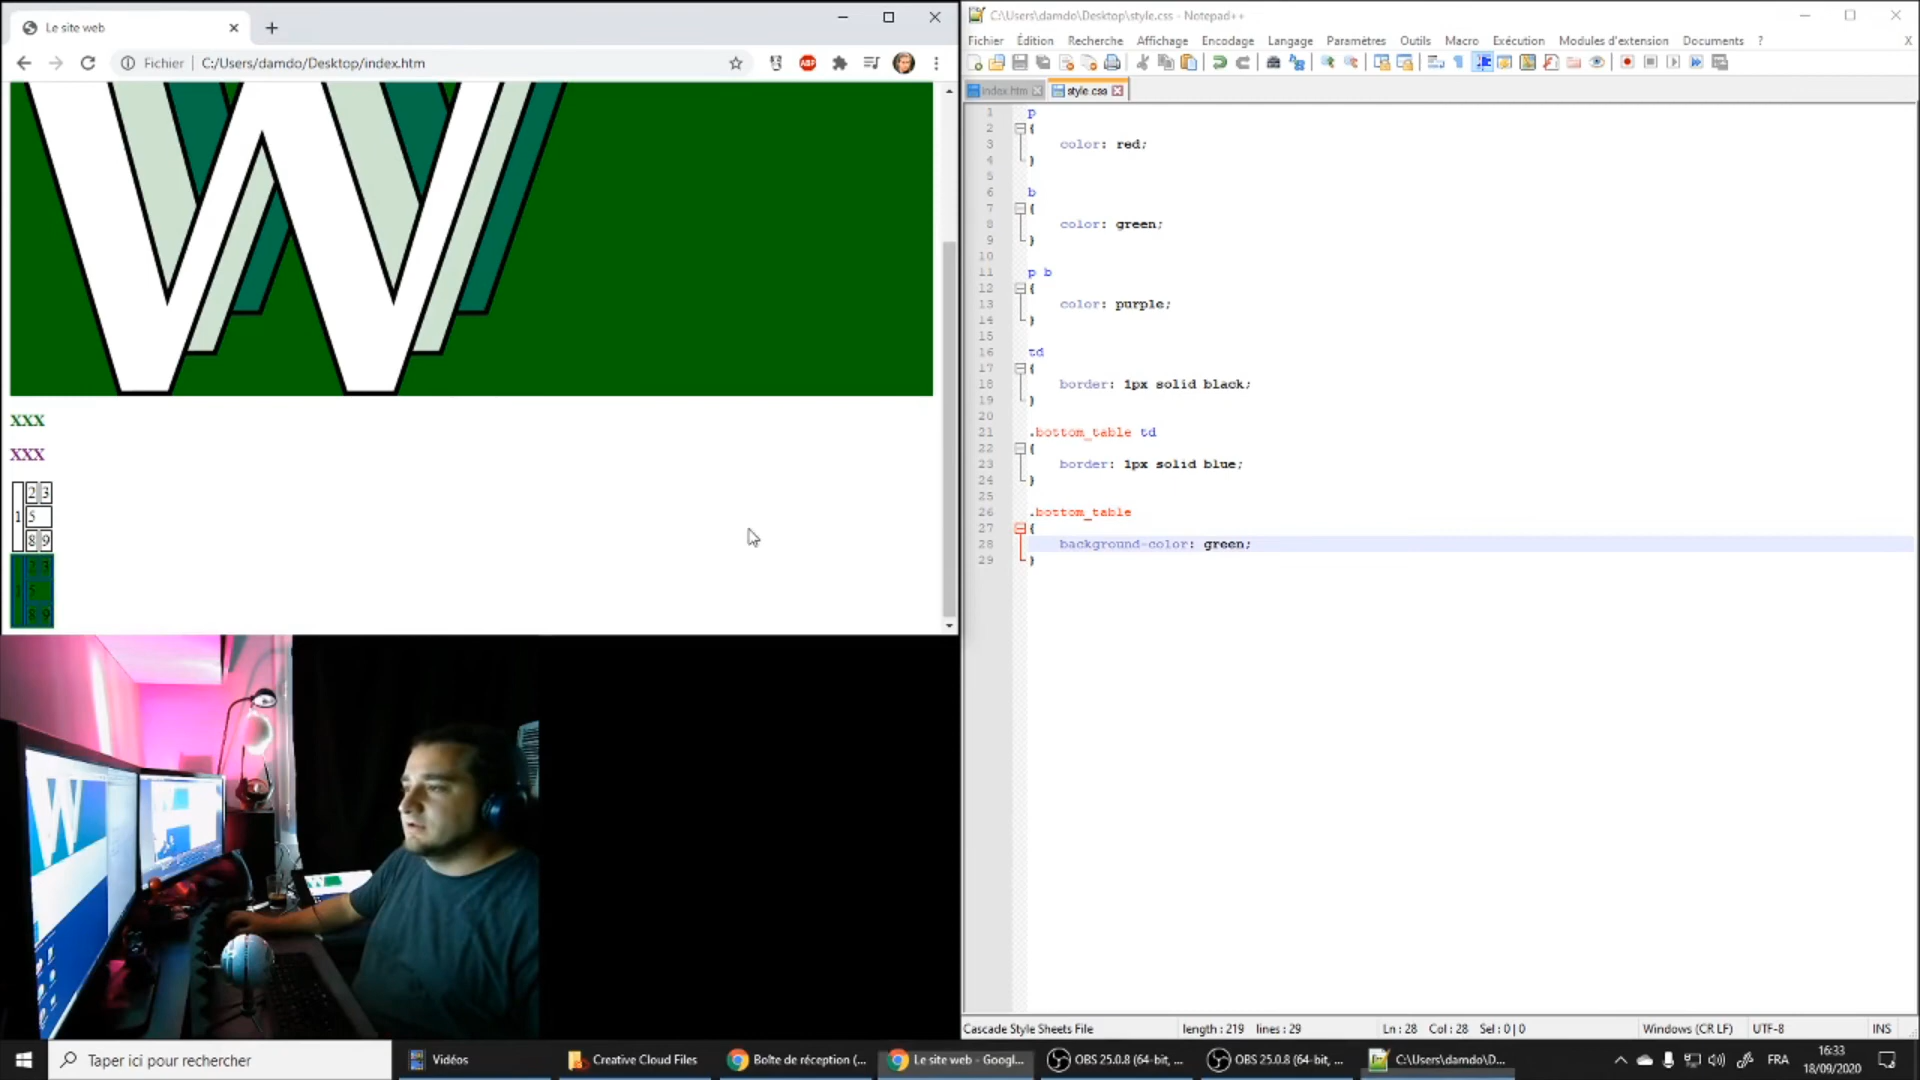 Le site web
Fichier C:/Users/damdo/Desktop/index.htm
ABP
XXX
XXX
2 3
1 5
8 9
2 3
1 5
8 9
C:\Users\damdo\Desktop\style.css - Notepad++
Fichier Édition Recherche Affichage Encodage Langage Paramètres Outils Macro Exécution Modules d'extension Documents ? X
index.htm style.css
1 p
2 {
3 color: red;
4 }
5
6 b
7 {
8 color: green;
9 }
10
11 p b
12 {
13 color: purple;
14 }
15
16 td
17 {
18 border: 1px solid black;
19 }
20
21 .bottom_table td
22 {
23 border: 1px solid blue;
24 }
25
26 .bottom_table
27 {
28 background-color: green;
29 }
Cascade Style Sheets File length : 219 lines : 29 Ln : 28 Col : 28 Sel : 0 | 0 Windows (CR LF) UTF-8 INS
Taper ici pour rechercher Vidéos Creative Cloud Files Boîte de réception (... Le site web - Googl... OBS 25.0.8 (64-bit, ... OBS 25.0.8 (64-bit, ... C:\Users\damdo\D... FRA 16:33
18/09/2020